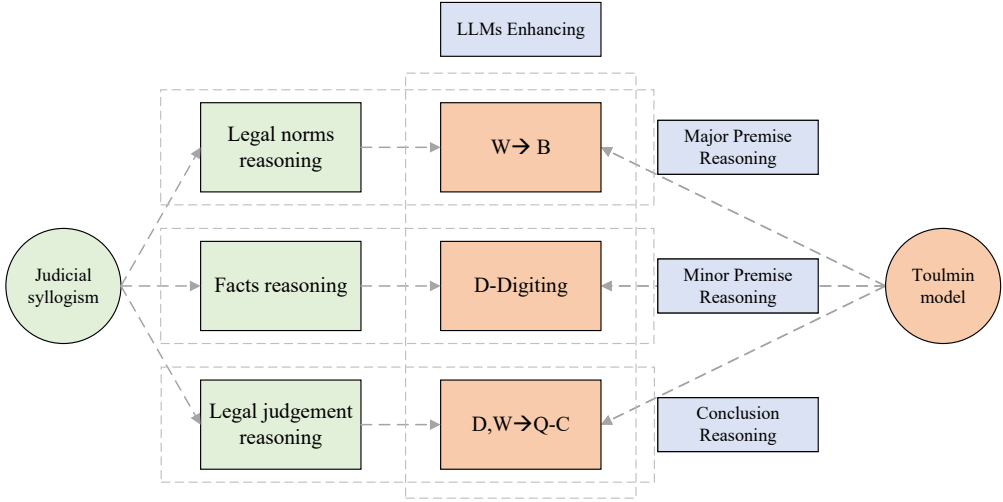 LLMs Enhancing
Legal norms
reasoning
W→ B
Major Premise
Reasoning
Judicial
syllogism
Facts reasoning
D-Digiting
Minor Premise
Reasoning
Toulmin
model
Legal judgement
reasoning
D,W→Q-C
Conclusion
Reasoning